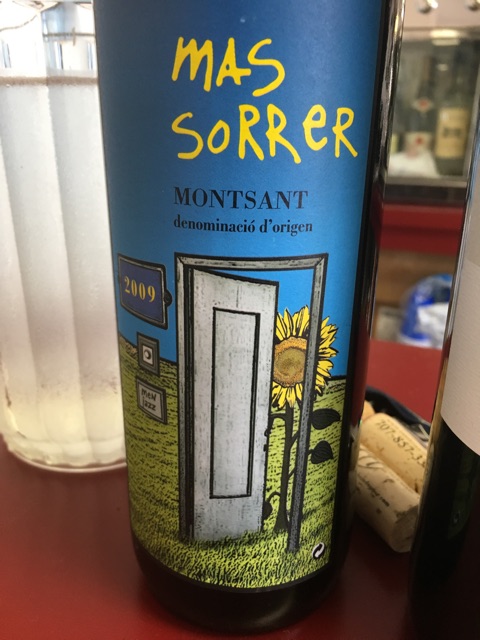 MAS
SORRER
MONTSANT
denominació d'origen
2009